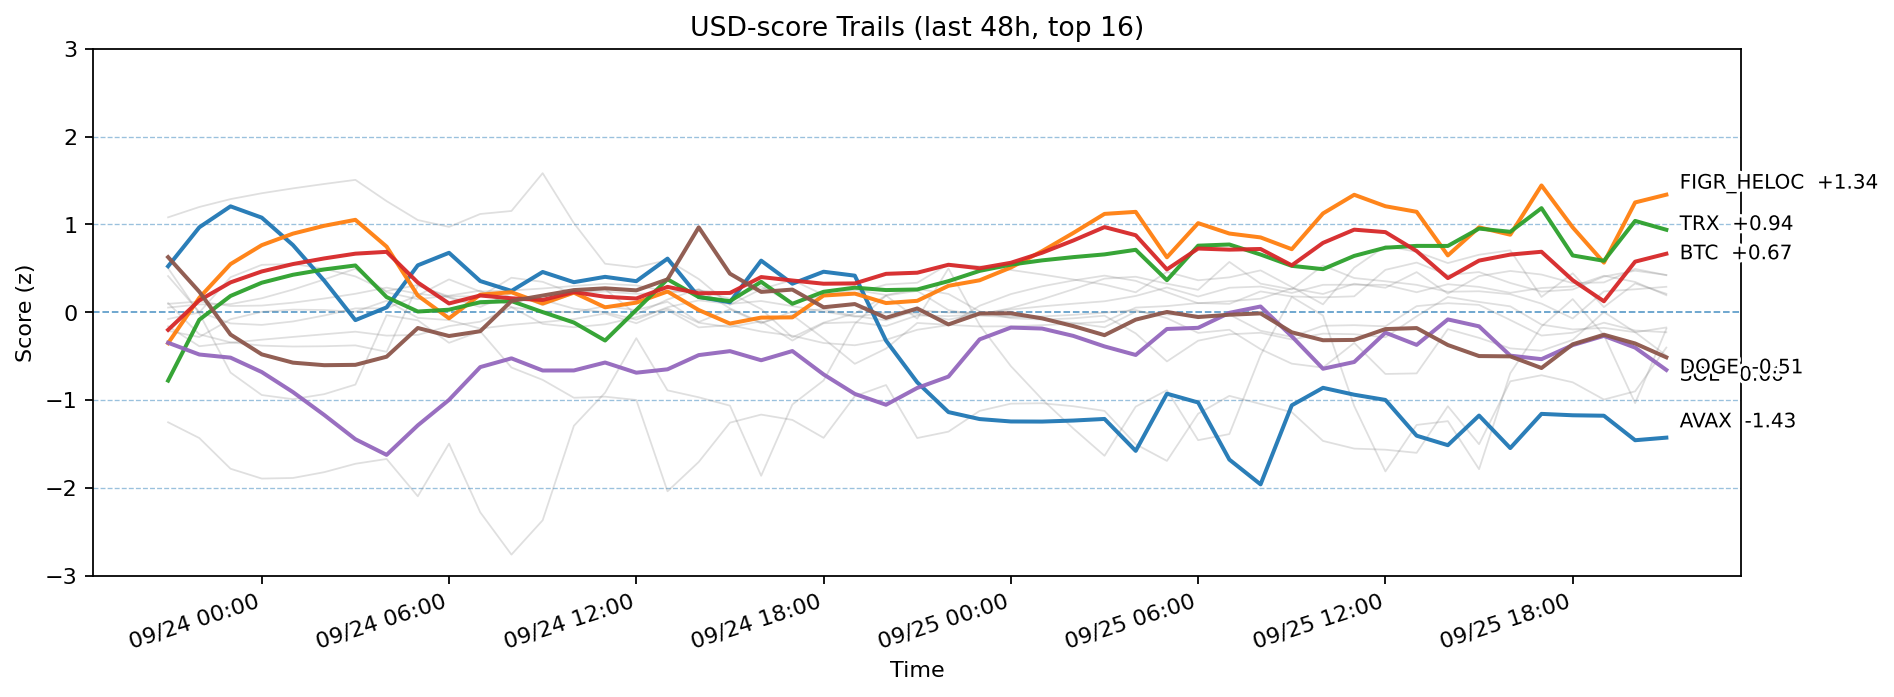 USD-score Trails (last 48h, top 16)
Score (z)
3
2
1
0
−1
−2
−3
FIGR_HELOC +1.34
TRX +0.94
BTC +0.67
DOGE -0.51
AVAX -1.43
09/24 00:00
09/24 06:00
09/24 12:00
09/24 18:00
09/25 00:00
09/25 06:00
09/25 12:00
09/25 18:00
Time